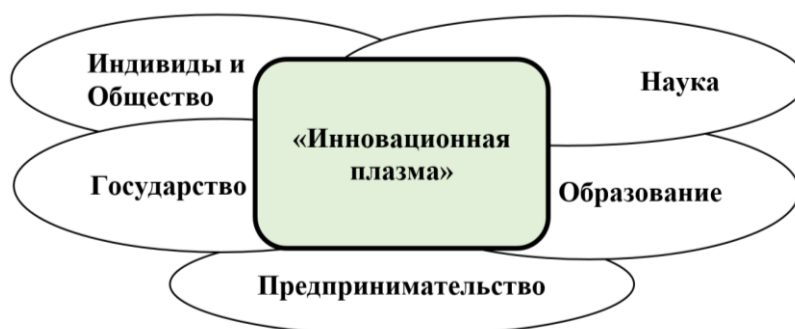 Индивиды и
Общество
Наука
«Инновационная
плазма»
Государство
Образование
Предпринимательство